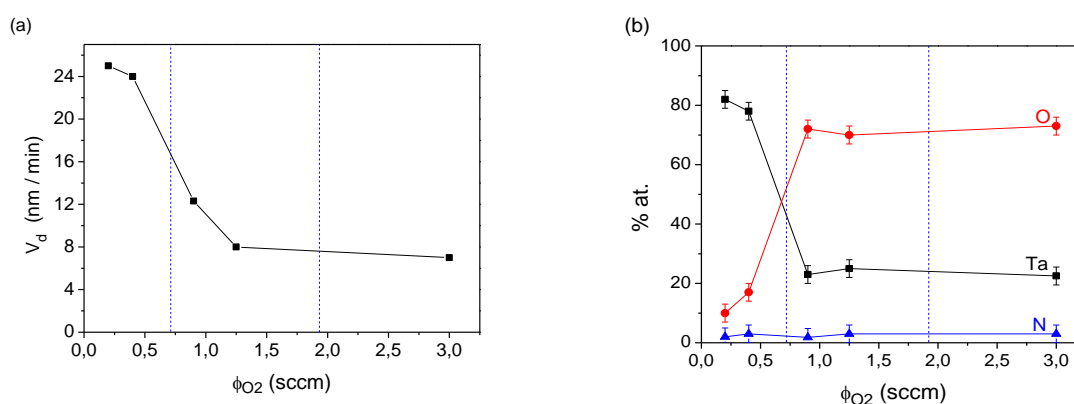 (a)
24
20
16
12
8
4
0
V_d (nm / min)
0,0 0,5 1,0 1,5 2,0 2,5 3,0
ϕ_O2 (sccm)
(b)
100
80
60
40
20
0
% at.
O
Ta
N
0,0 0,5 1,0 1,5 2,0 2,5 3,0
ϕ_O2 (sccm)